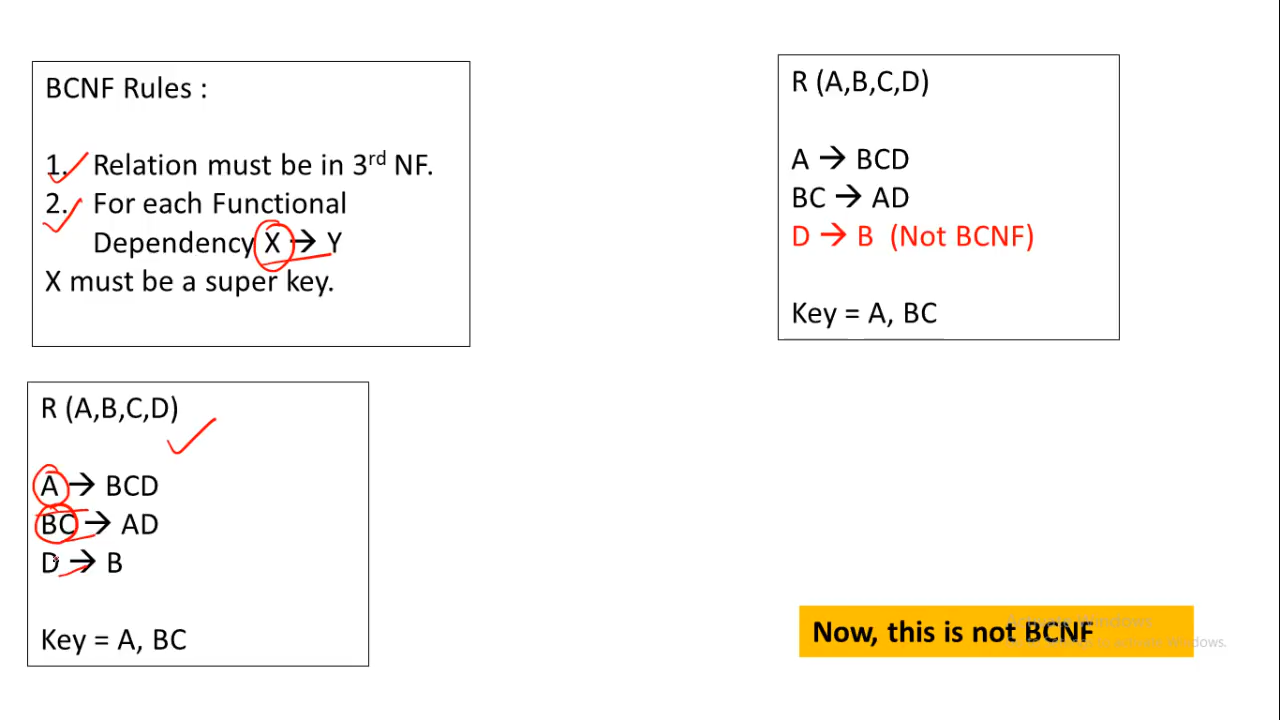 BCNF Rules :
1. Relation must be in 3rd NF.
2. For each Functional
Dependency X → Y
X must be a super key.
R (A,B,C,D)
A → BCD
BC → AD
D → B (Not BCNF)
Key = A, BC
R (A,B,C,D)
A → BCD
BC → AD
D → B
Key = A, BC
Now, this is not BCNF